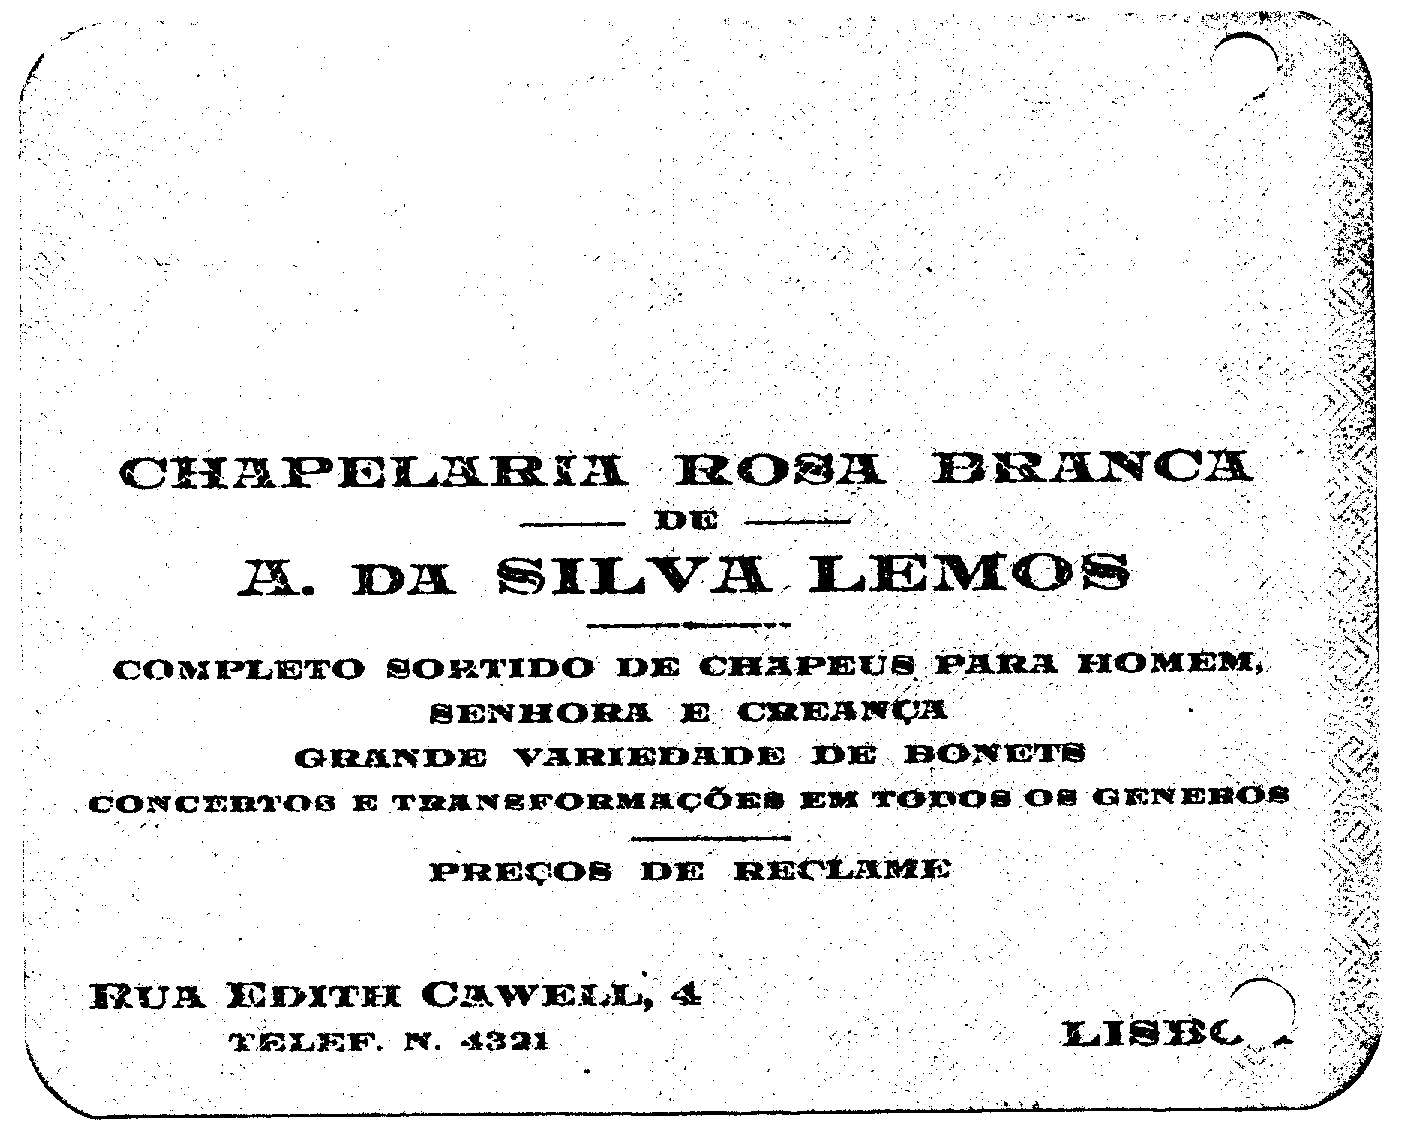 CHAPELARIA ROSA BRANCA
DE
A. DA SILVA LEMOS
COMPLETO SORTIDO DE CHAPEUS PARA HOMEM,
SENHORA E CREANÇA
GRANDE VARIEDADE DE BONETS
CONCERTOS E TRANSFORMAÇÕES EM TODOS OS GENEROS
PREÇOS DE RECLAME
RUA EDITH CAWELL, 4
TELEF. N. 4321